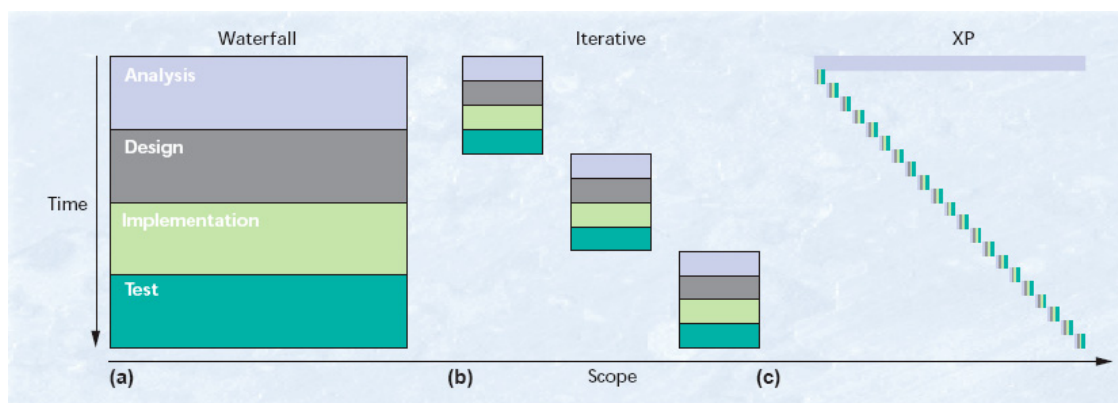 Waterfall
Iterative
XP
Analysis
Design
Time
Implementation
Test
(a)
(b)
Scope
(c)